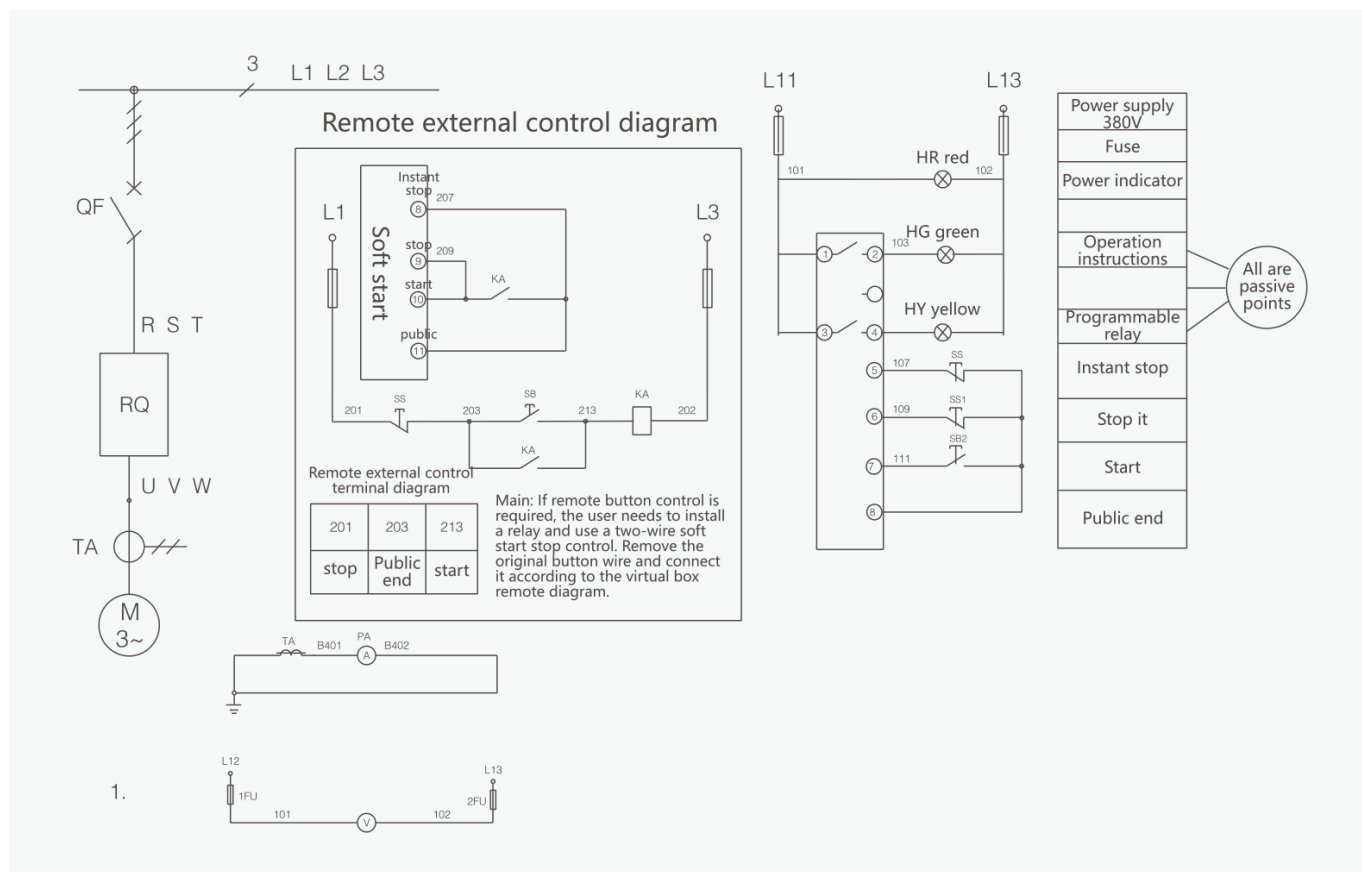 3
L1 L2 L3
QF
R S T
RQ
U V W
TA
M
3~
Remote external control diagram
L1
L3
Soft start
Instant
stop
8
207
stop
9
209
start
10
KA
public
11
201
SS
203
SB
213
KA
202
KA
Remote external control
terminal diagram
201 203 213
stop
Public
end
start
Main: If remote button control is
required, the user needs to install
a relay and use a two-wire soft
start stop control. Remove the
original button wire and connect
it according to the virtual box
remote diagram.
TA
B401
PA
A
B402
1.
L12
1FU
101
V
102
2FU
L13
L11
L13
101
HR red
102
1
2
103
HG green
3
4
HY yellow
5
107
SS
6
109
SS1
7
111
SB2
8
Power supply
380V
Fuse
Power indicator
Operation
instructions
Programmable
relay
Instant stop
Stop it
Start
Public end
All are
passive
points